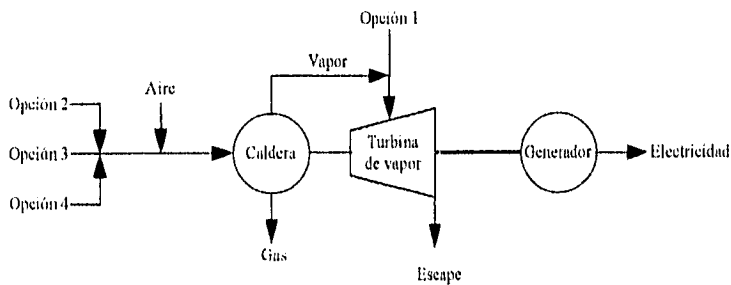 Opción 1
Vapor
Aire
Opción 2
Opción 3
Opción 4
Caldera
Turbina
de vapor
Generador
Electricidad
Gas
Escape